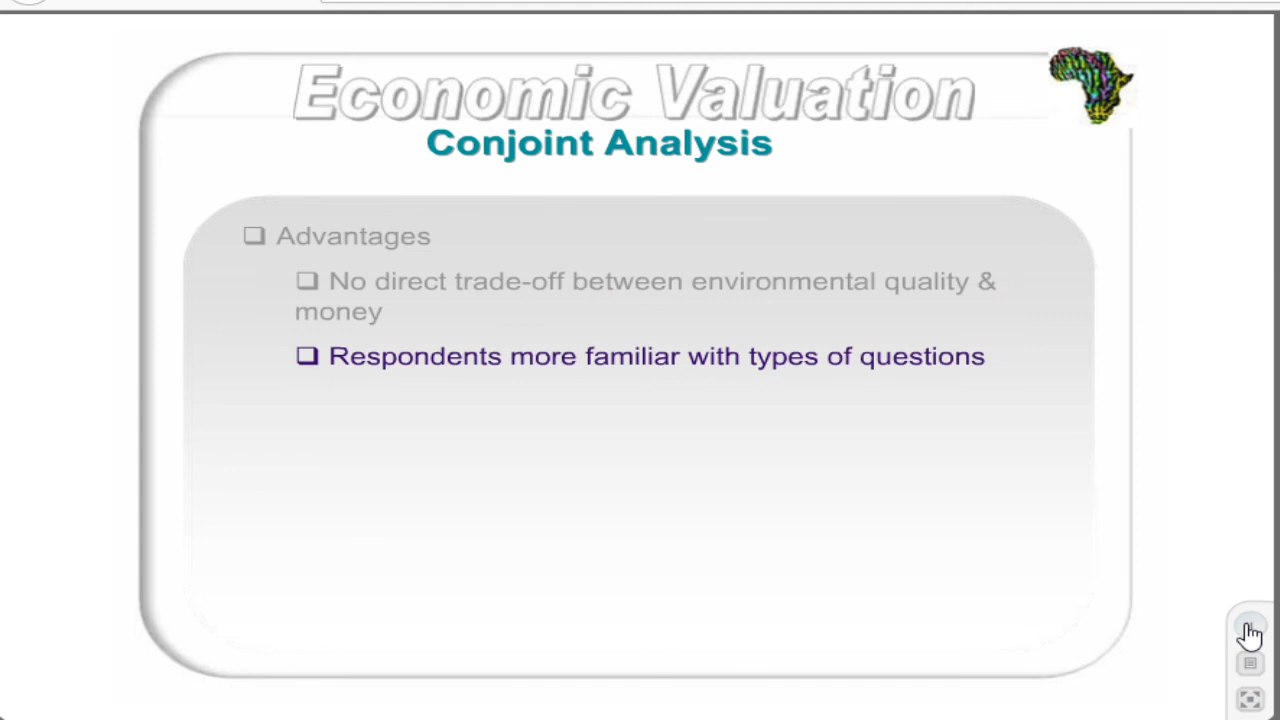 Economic Valuation
Conjoint Analysis
❑ Advantages
❑ No direct trade-off between environmental quality &
money
❑ Respondents more familiar with types of questions